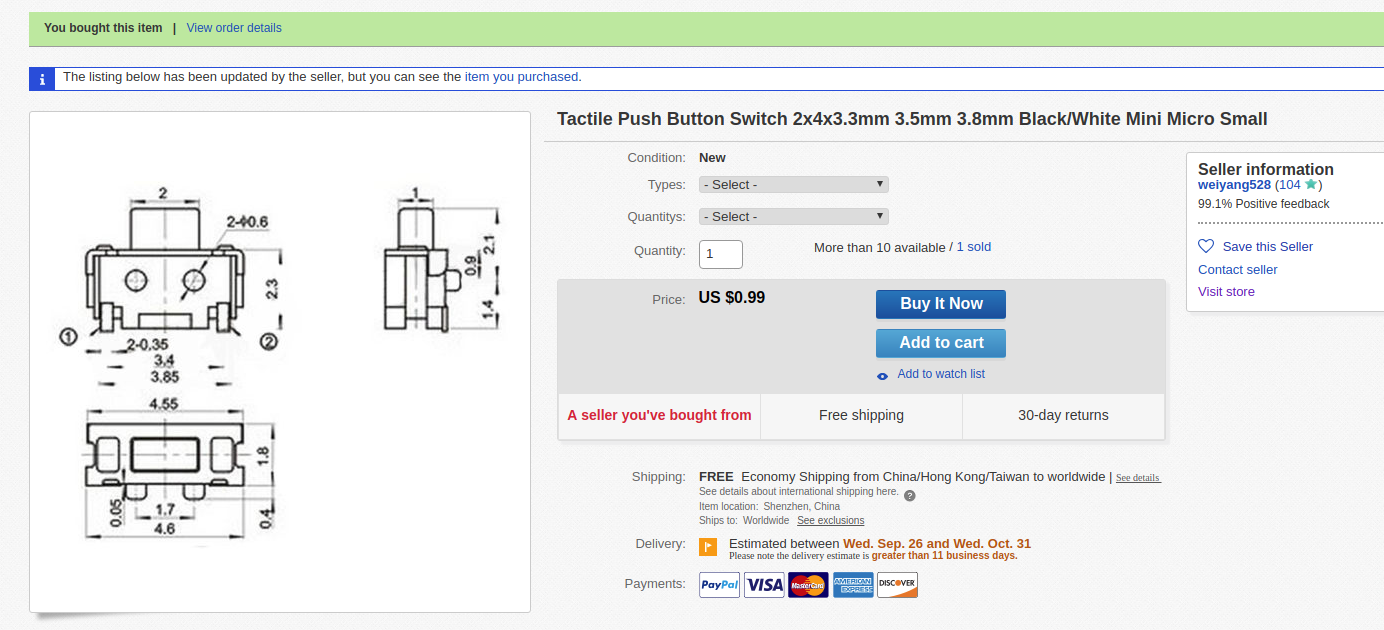 You bought this item | View order details
i The listing below has been updated by the seller, but you can see the item you purchased.
Tactile Push Button Switch 2x4x3.3mm 3.5mm 3.8mm Black/White Mini Micro Small
2
2-Φ0.6
2.3
①
②
2-0.35
3.4
3.85
1
2.1
0.9
1.4
4.55
1.8
0.05
1.7
0.4
4.6
Condition: New
Types: - Select -
Quantitys: - Select -
Quantity: 1 More than 10 available / 1 sold
Price: US $0.99
Buy It Now
Add to cart
Add to watch list
A seller you've bought from Free shipping 30-day returns
Shipping: FREE Economy Shipping from China/Hong Kong/Taiwan to worldwide | See details
See details about international shipping here. ?
Item location: Shenzhen, China
Ships to: Worldwide See exclusions
Delivery: Estimated between Wed. Sep. 26 and Wed. Oct. 31
Please note the delivery estimate is greater than 11 business days.
Payments: PayPal VISA MasterCard AMERICAN EXPRESS DISCOVER
Seller information
weiyang528 (104 )
99.1% Positive feedback
Save this Seller
Contact seller
Visit store